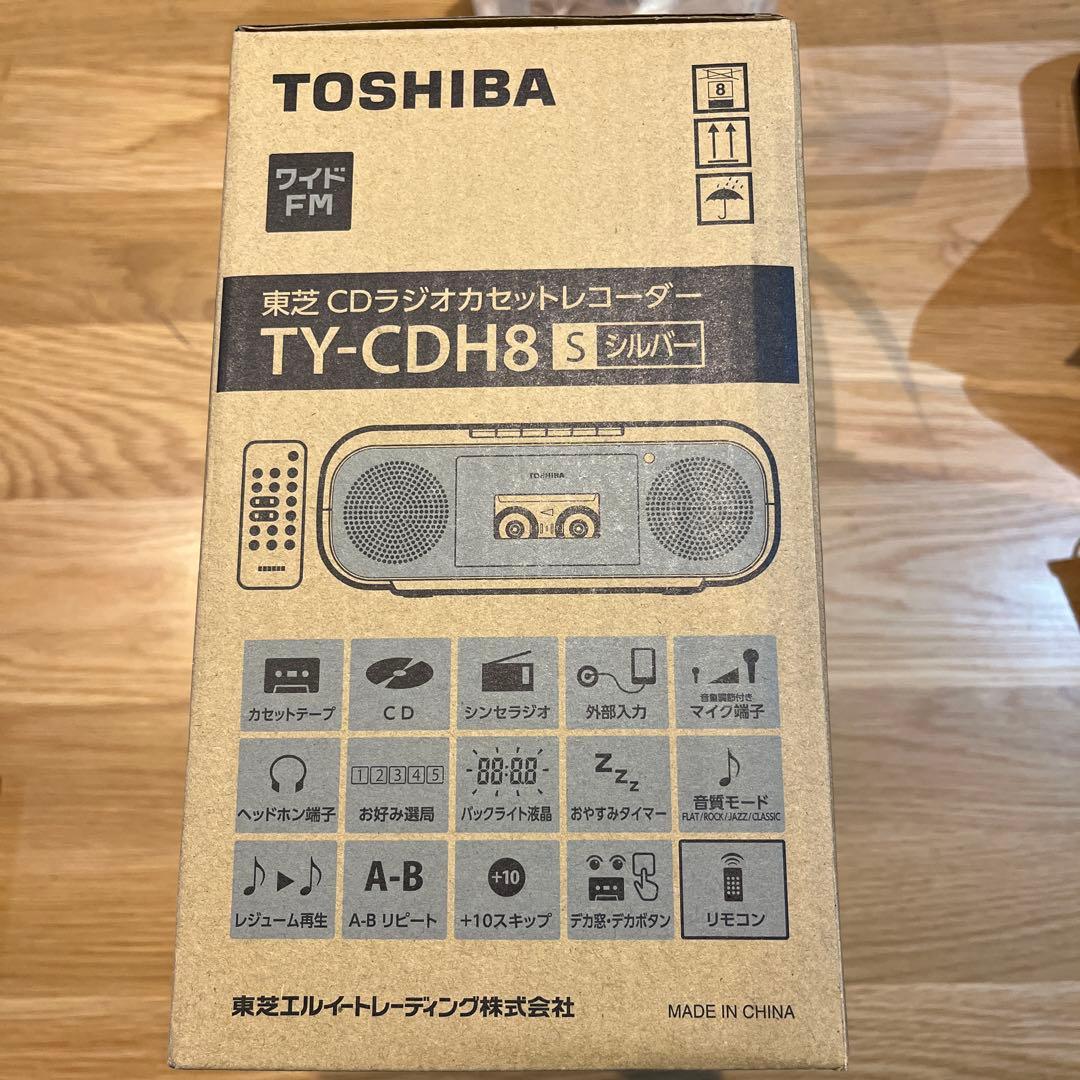 TOSHIBA
8
ワイド
FM
東芝 CDラジオカセットレコーダー
TY-CDH8 S シルバー
TOSHIBA
カセットテープ
CD
シンセラジオ
外部入力
音量調節付き
マイク端子
ヘッドホン端子
1 2 3 4 5
お好み選局
88:88
バックライト液晶
ZZZ
おやすみタイマー
音質モード
FLAT/ROCK/JAZZ/CLASSIC
レジューム再生
A-B
A-B リピート
+10
+10スキップ
デカ窓・デカボタン
リモコン
東芝エルイートレーディング株式会社
MADE IN CHINA